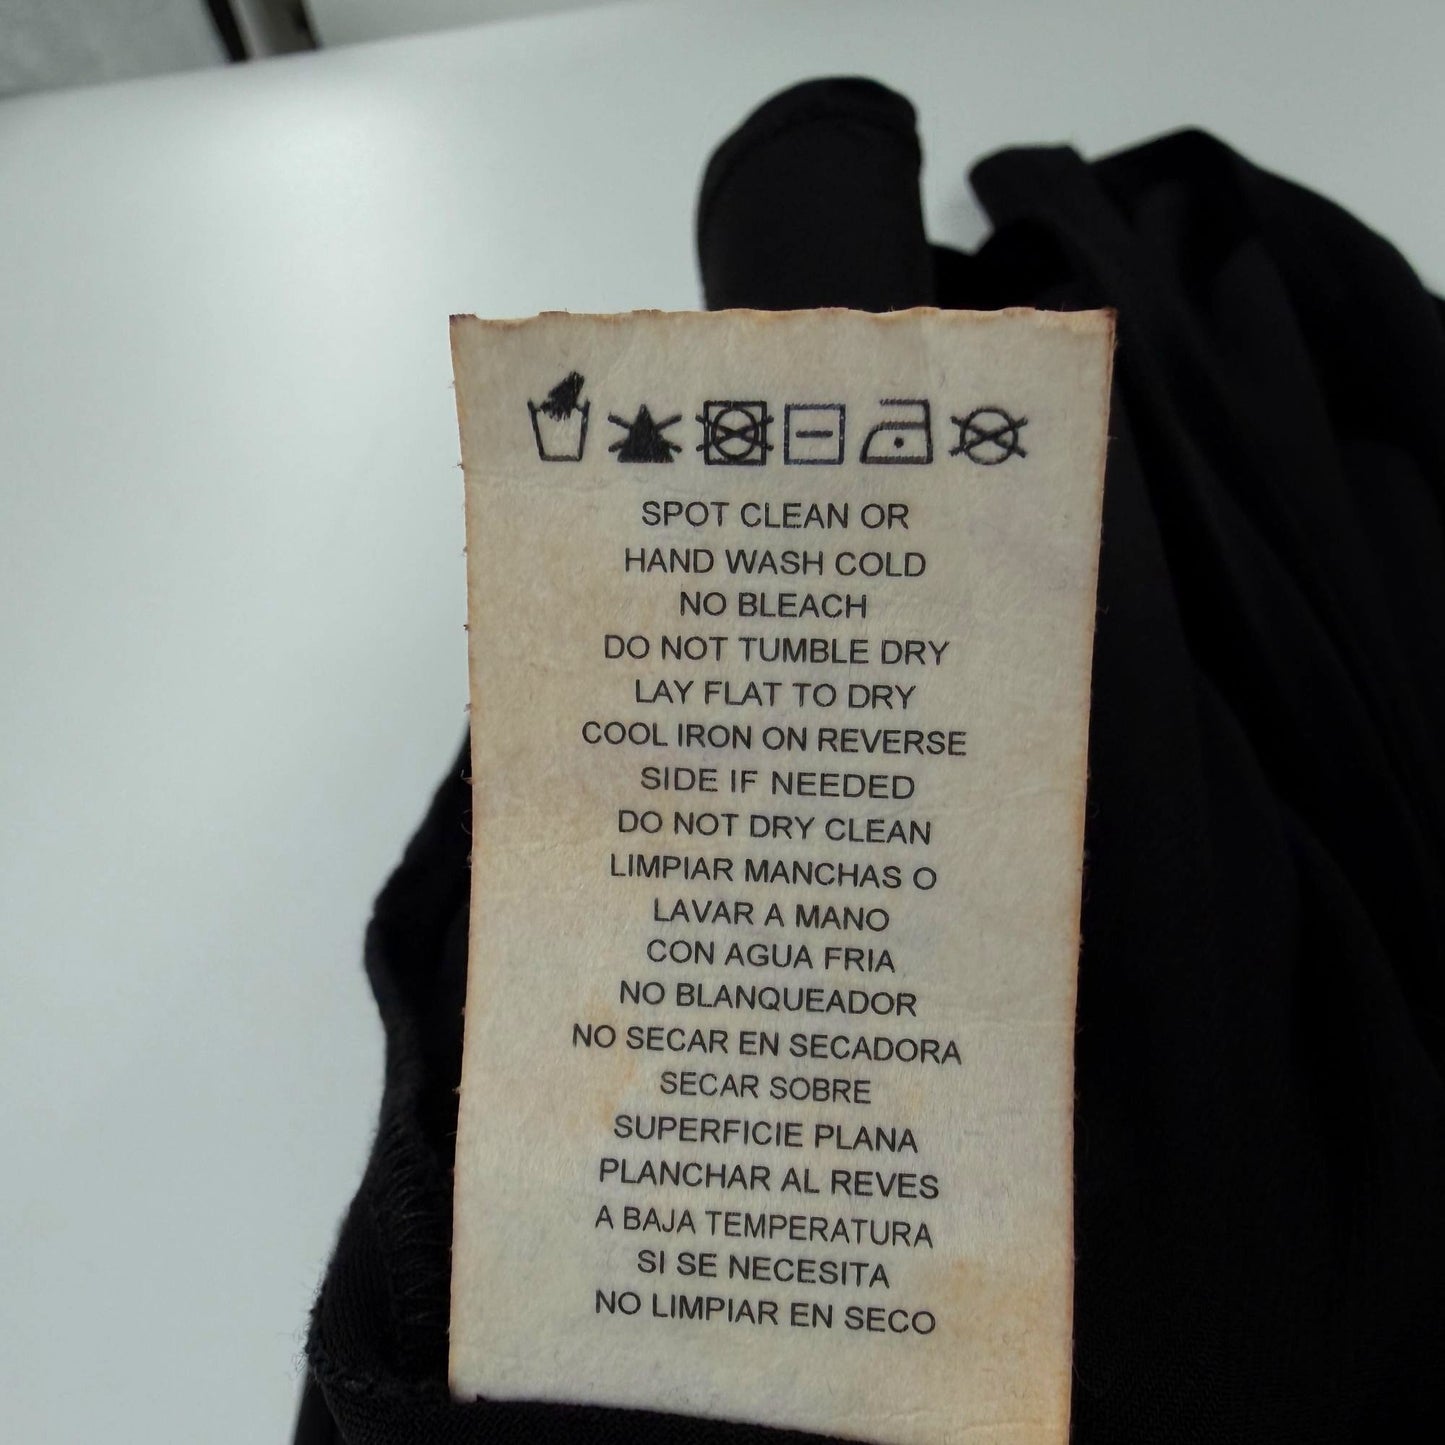 SPOT CLEAN OR
HAND WASH COLD
NO BLEACH
DO NOT TUMBLE DRY
LAY FLAT TO DRY
COOL IRON ON REVERSE
SIDE IF NEEDED
DO NOT DRY CLEAN
LIMPIAR MANCHAS O
LAVAR A MANO
CON AGUA FRIA
NO BLANQUEADOR
NO SECAR EN SECADORA
SECAR SOBRE
SUPERFICIE PLANA
PLANCHAR AL REVES
A BAJA TEMPERATURA
SI SE NECESITA
NO LIMPIAR EN SECO